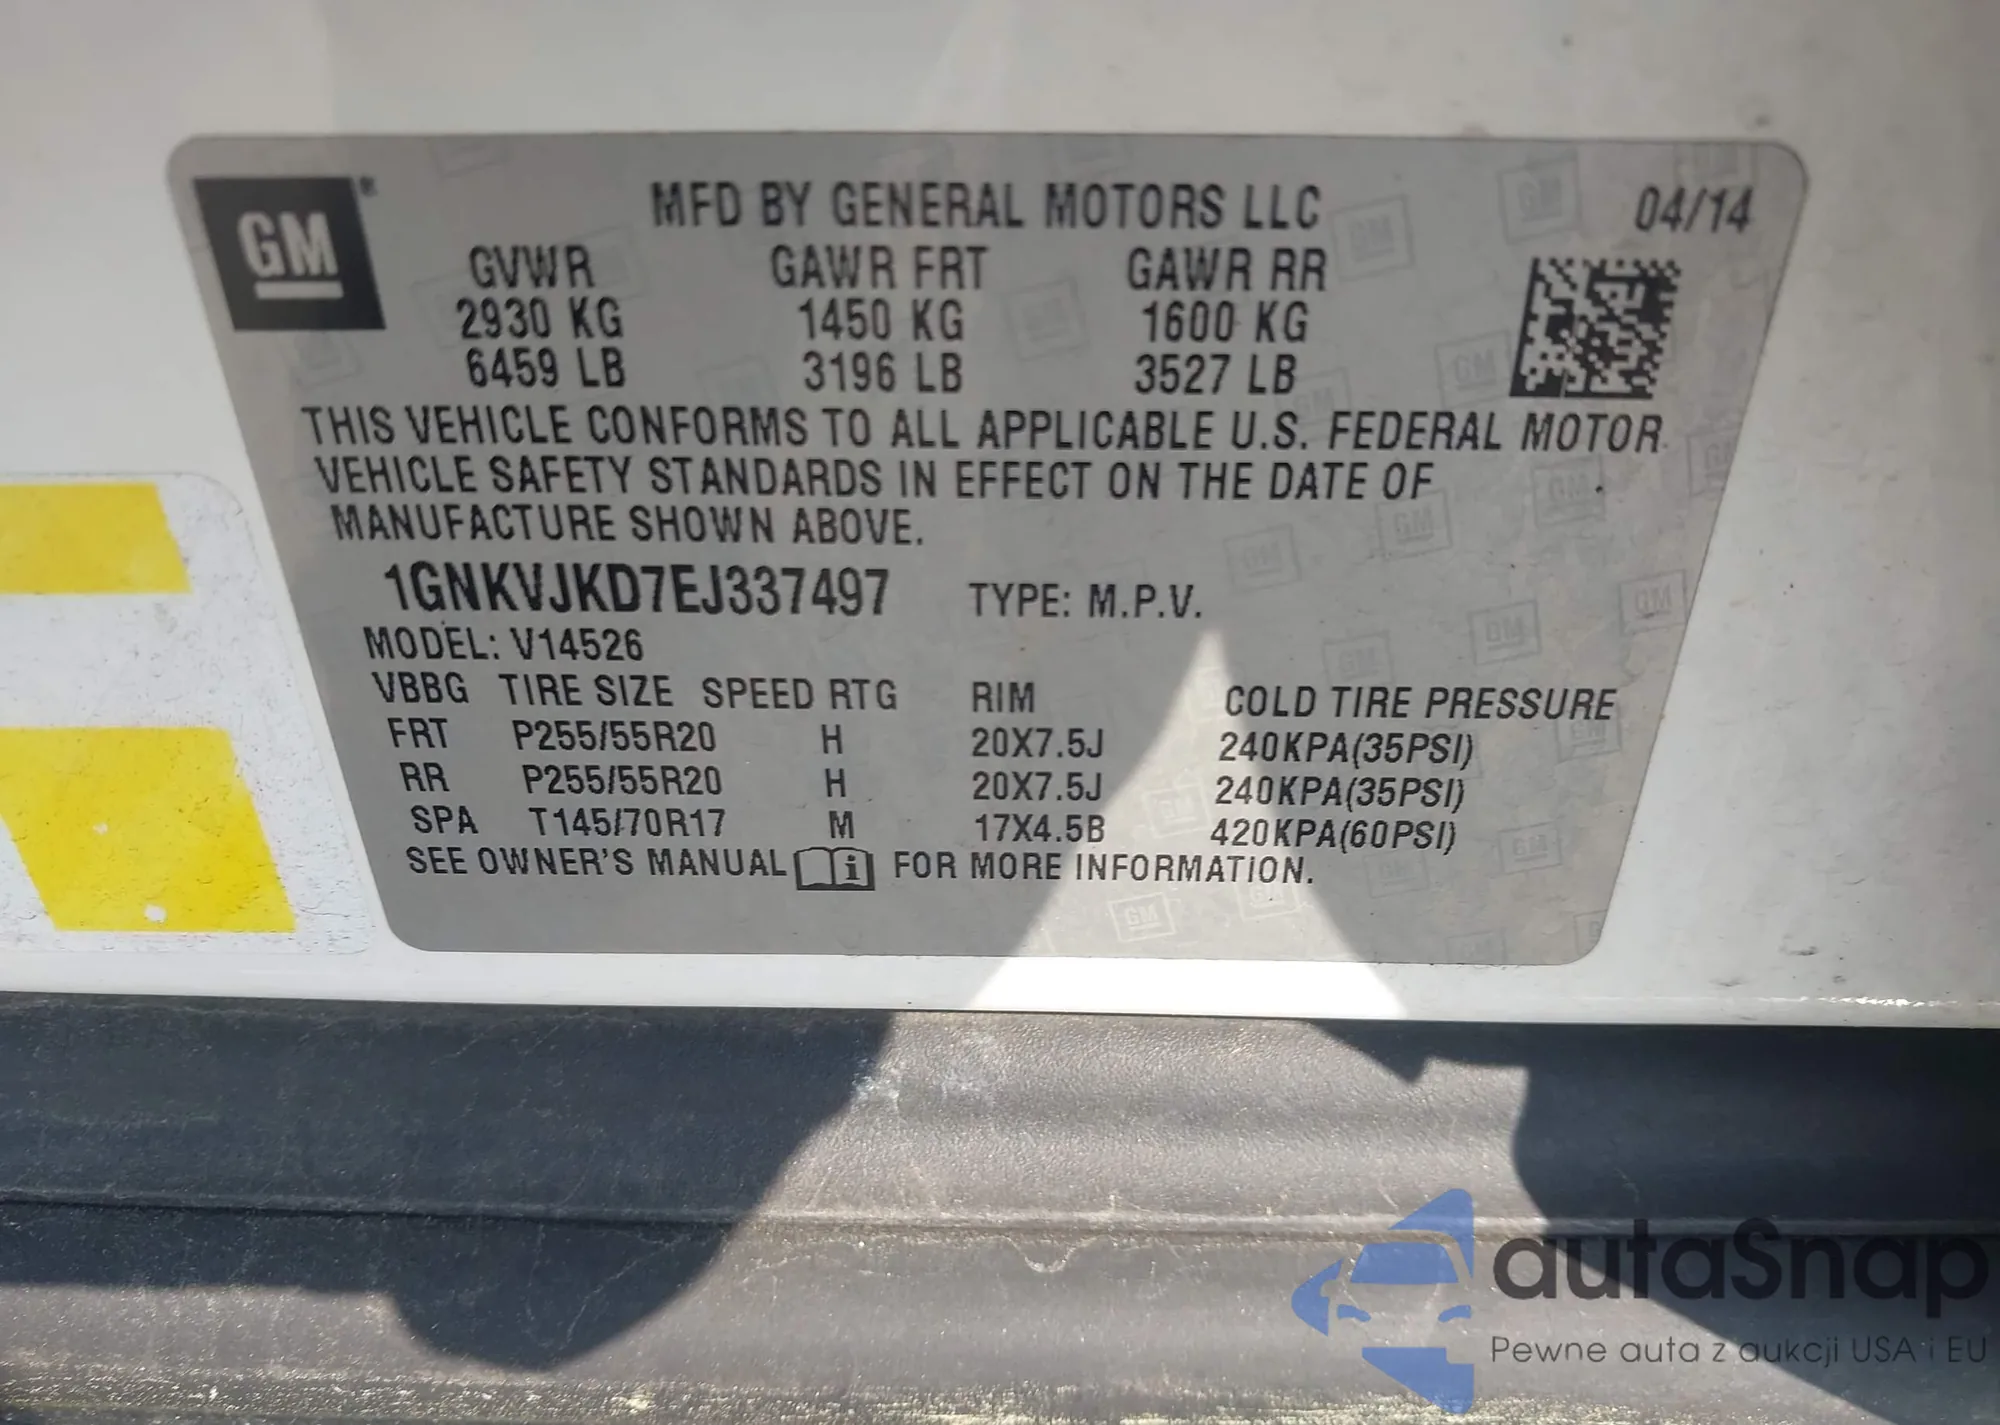 GM
MFD BY GENERAL MOTORS LLC 04/14
GVWR GAWR FRT GAWR RR
2930 KG 1450 KG 1600 KG
6459 LB 3196 LB 3527 LB
THIS VEHICLE CONFORMS TO ALL APPLICABLE U.S. FEDERAL MOTOR
VEHICLE SAFETY STANDARDS IN EFFECT ON THE DATE OF
MANUFACTURE SHOWN ABOVE.
1GNKVJKD7EJ337497 TYPE: M.P.V.
MODEL: V14526
VBBG TIRE SIZE SPEED RTG RIM COLD TIRE PRESSURE
FRT P255/55R20 H 20X7.5J 240KPA(35PSI)
RR P255/55R20 H 20X7.5J 240KPA(35PSI)
SPA T145/70R17 M 17X4.5B 420KPA(60PSI)
SEE OWNER'S MANUAL i FOR MORE INFORMATION.
autaSnap
Pewne auta z aukcji USA i EU